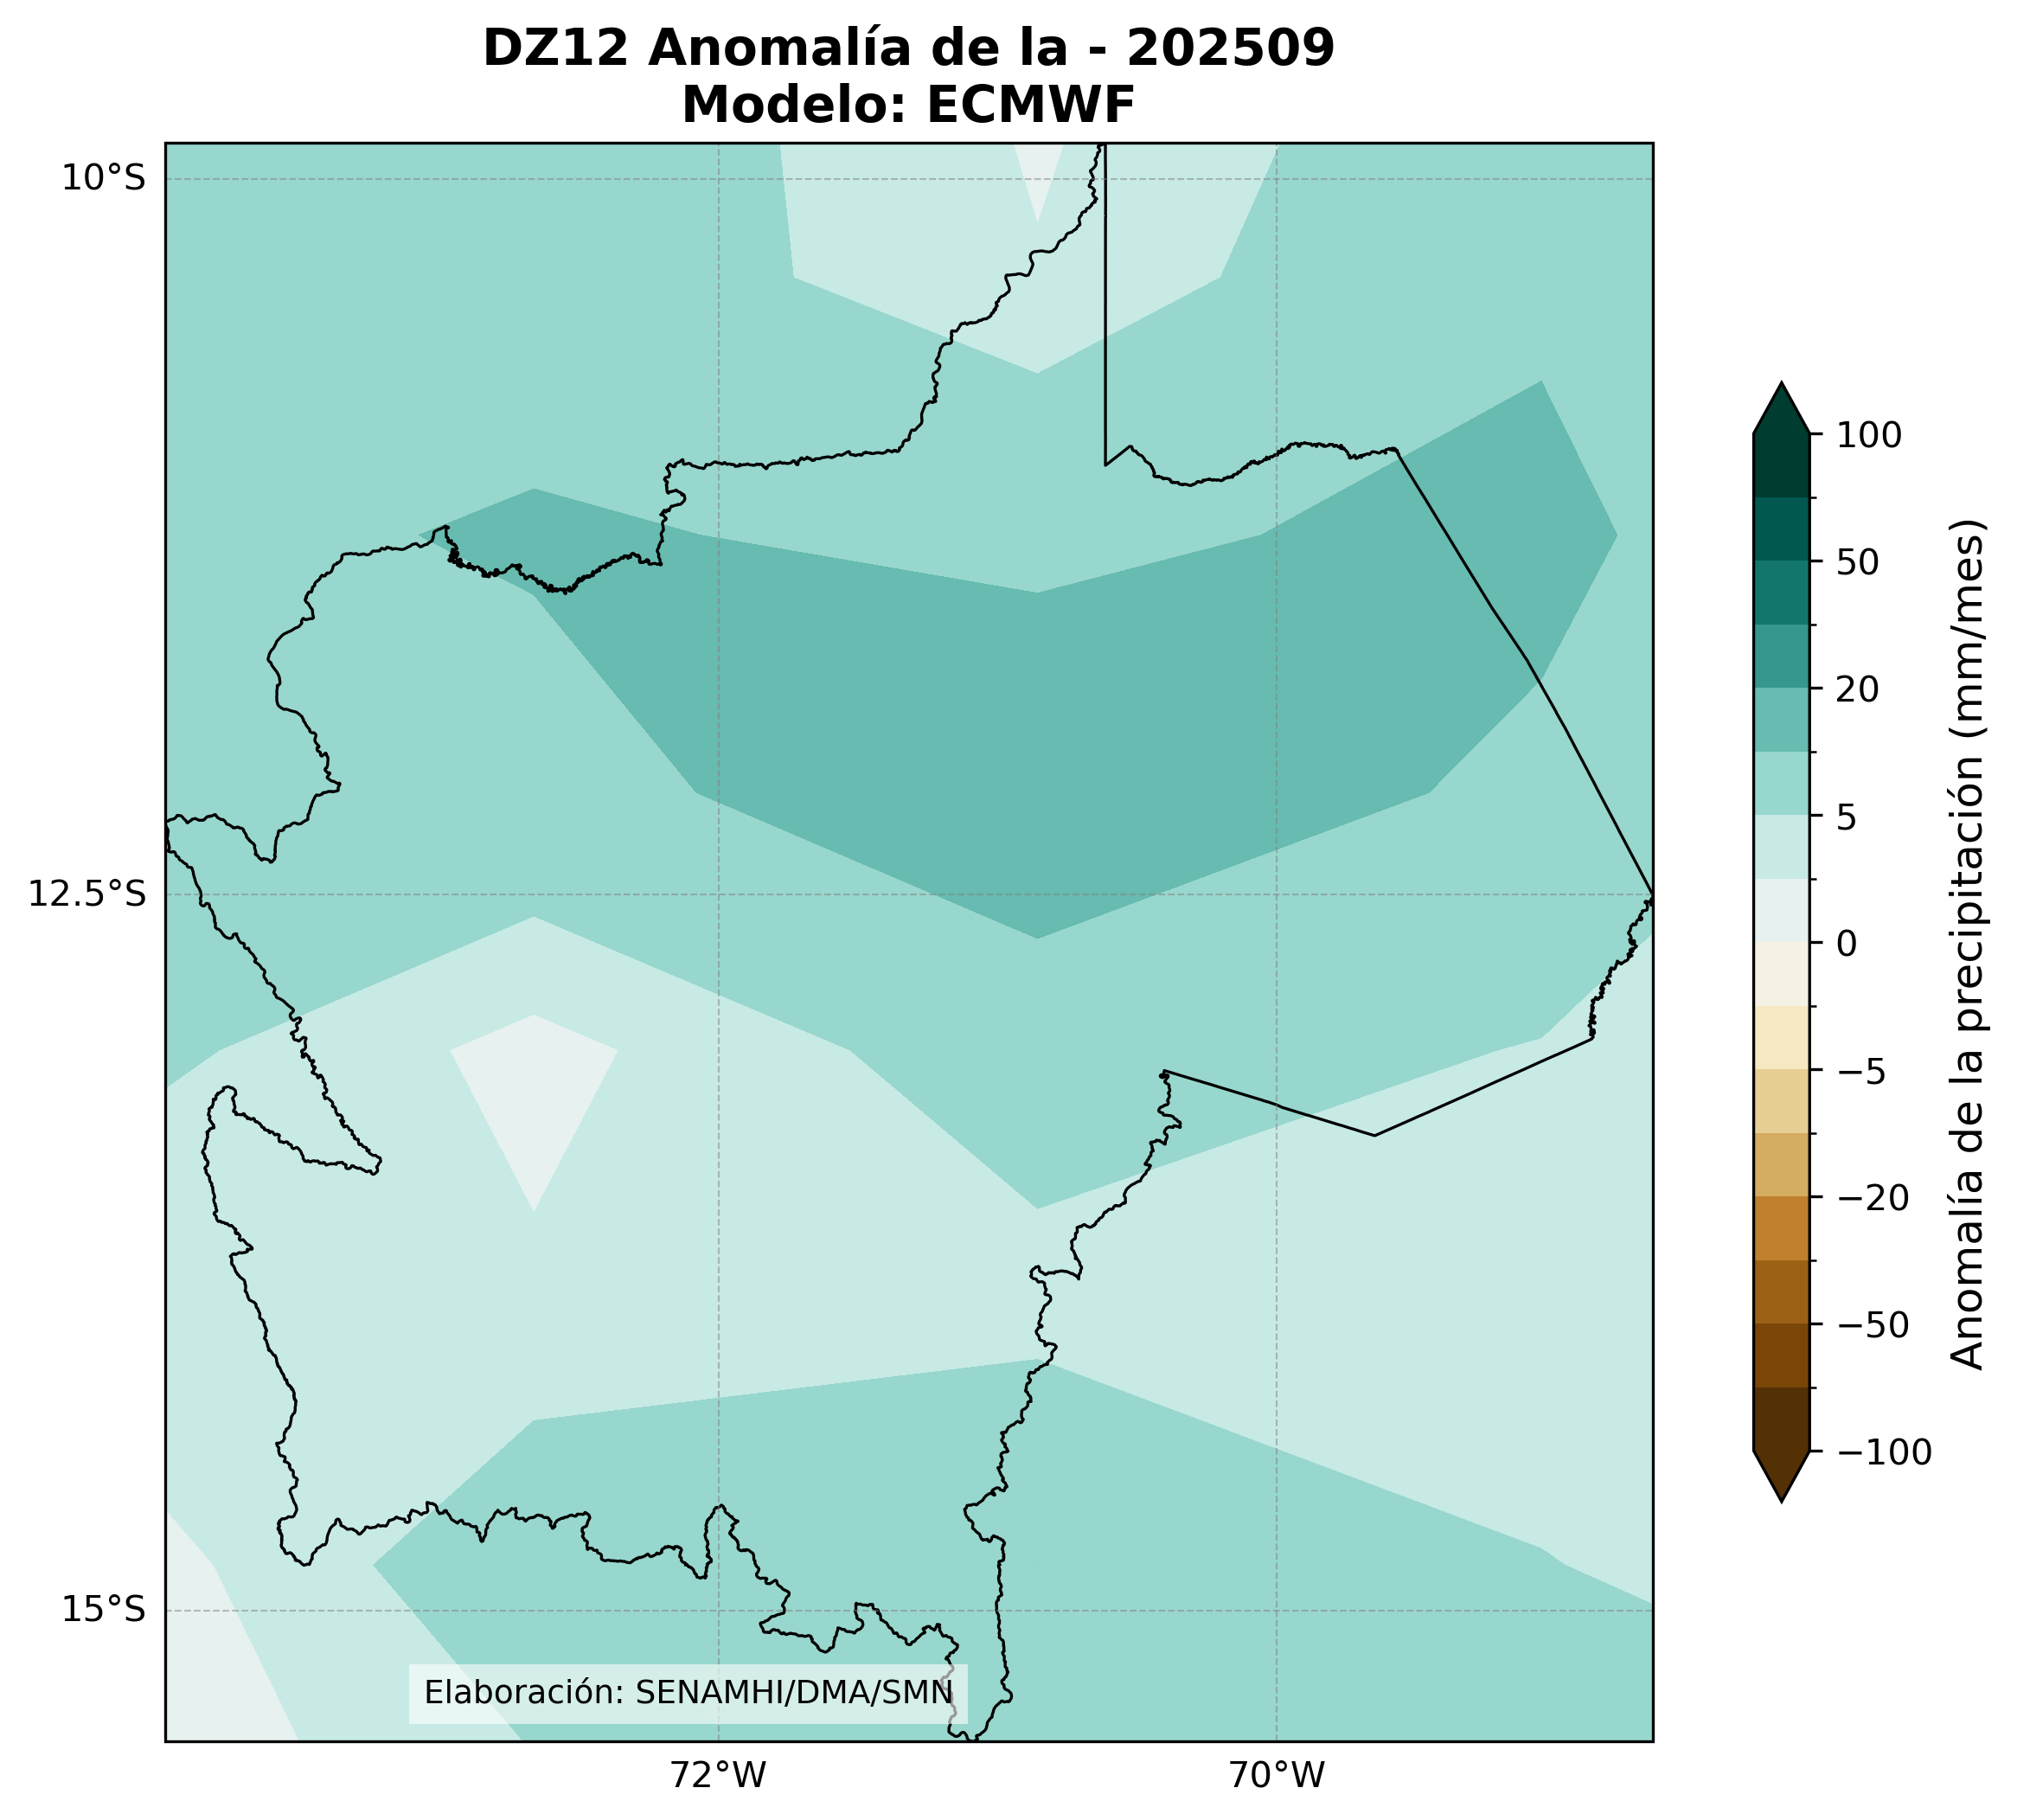 DZ12 Anomalía de la - 202509
Modelo: ECMWF
10°S
12.5°S
15°S
72°W
70°W
Elaboración: SENAMHI/DMA/SMN
100
50
20
5
0
−5
−20
−50
−100
Anomalía de la precipitación (mm/mes)